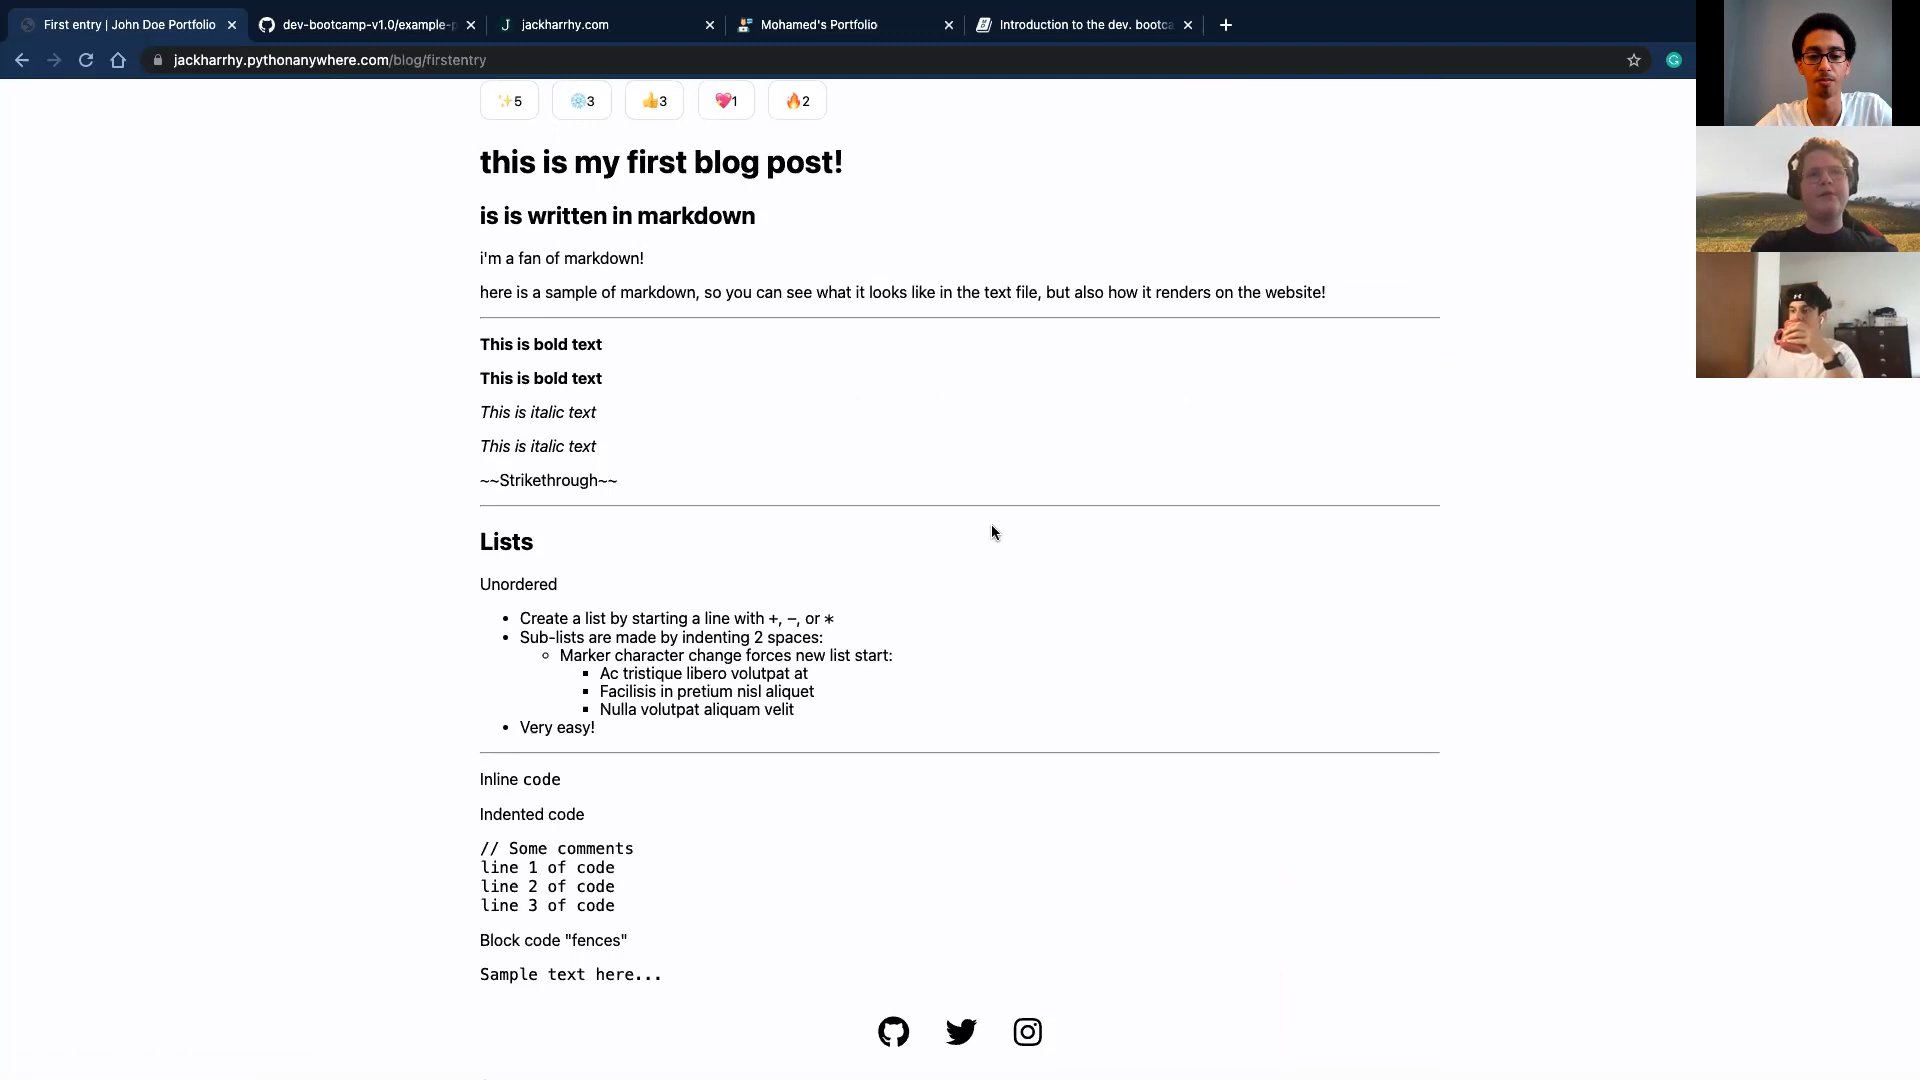 First entry | John Doe Portfolio
dev-bootcamp-v1.0/example-p
jackharrhy.com
Mohamed's Portfolio
Introduction to the dev. bootca
jackharrhy.pythonanywhere.com/blog/firstentry
✨5
❄️3
👍3
💖1
🔥2
this is my first blog post!
is is written in markdown
i'm a fan of markdown!
here is a sample of markdown, so you can see what it looks like in the text file, but also how it renders on the website!
This is bold text
This is bold text
This is italic text
This is italic text
~~Strikethrough~~
Lists
Unordered
• Create a list by starting a line with +, –, or *
• Sub-lists are made by indenting 2 spaces:
◦ Marker character change forces new list start:
▪ Ac tristique libero volutpat at
▪ Facilisis in pretium nisl aliquet
▪ Nulla volutpat aliquam velit
• Very easy!
Inline code
Indented code
// Some comments
line 1 of code
line 2 of code
line 3 of code
Block code "fences"
Sample text here...